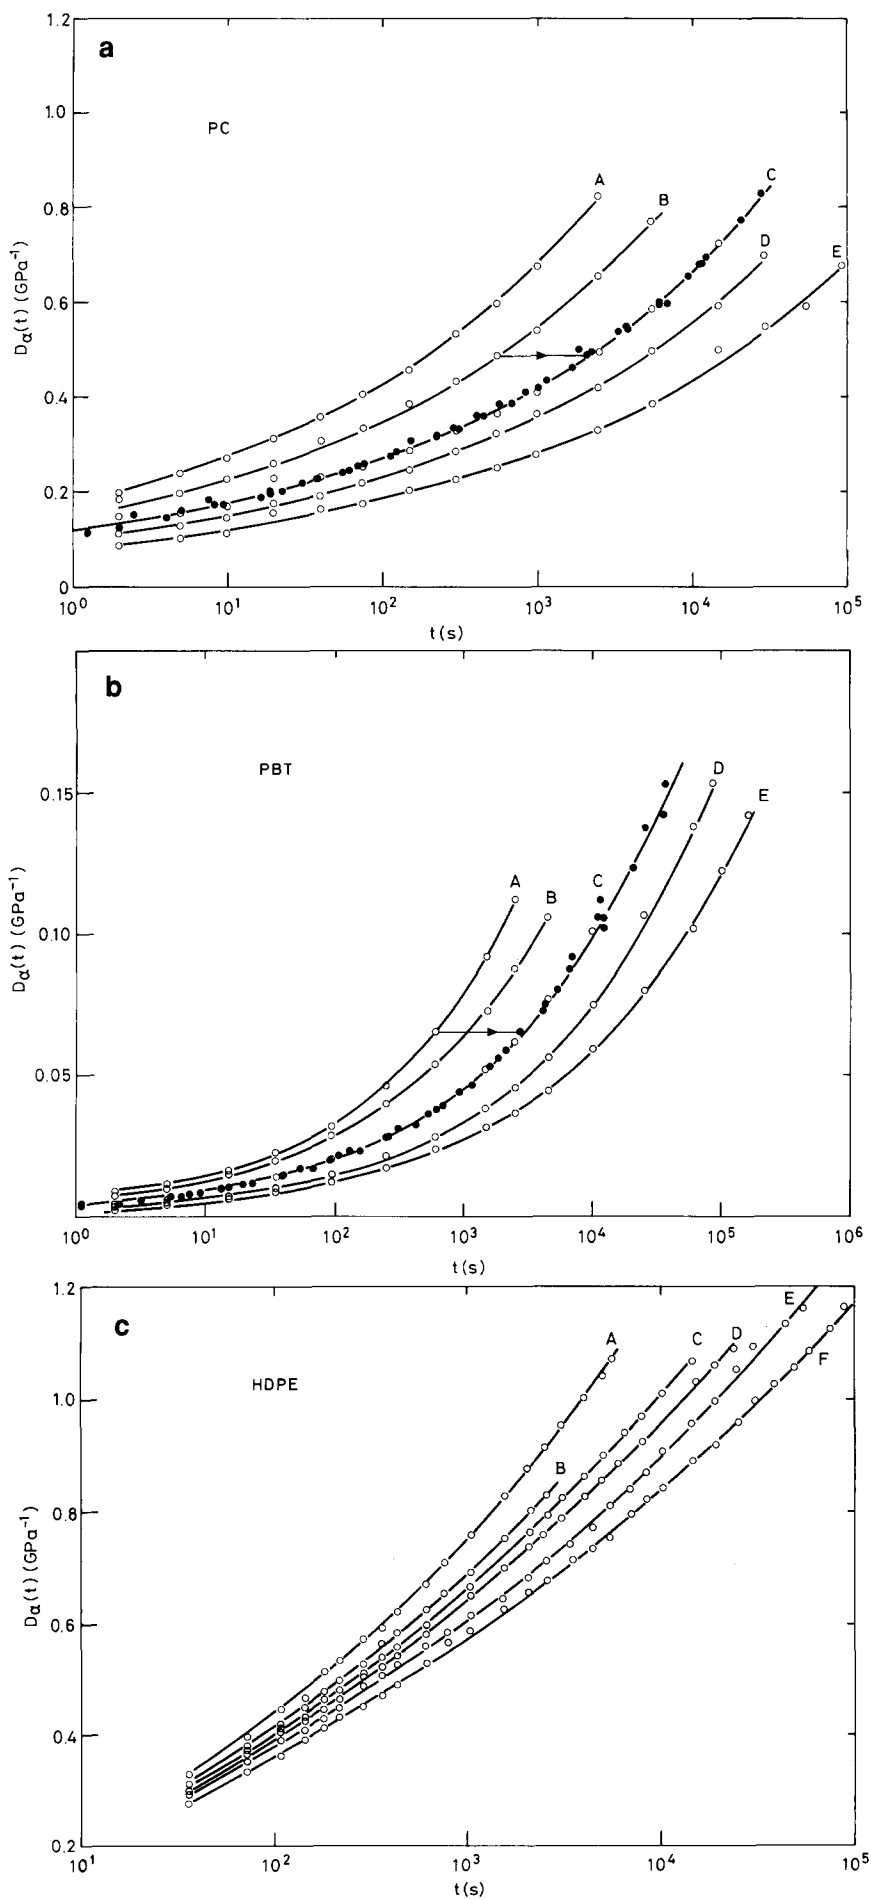 1.2
a
1.0
PC
A
B
C
0.8
D
E
Dα(t) (GPa⁻¹)
0.6
0.4
0.2
0
10⁰ 10¹ 10² 10³ 10⁴ 10⁵
t(s)
b
PBT
0.15
D
E
A
B
C
Dα(t) (GPa⁻¹)
0.10
0.05
10⁰ 10¹ 10² 10³ 10⁴ 10⁵ 10⁶
t(s)
1.2
c
E
A
C
D
F
HDPE
1.0
B
Dα(t) (GPa⁻¹)
0.8
0.6
0.4
0.2
10¹ 10² 10³ 10⁴ 10⁵
t(s)